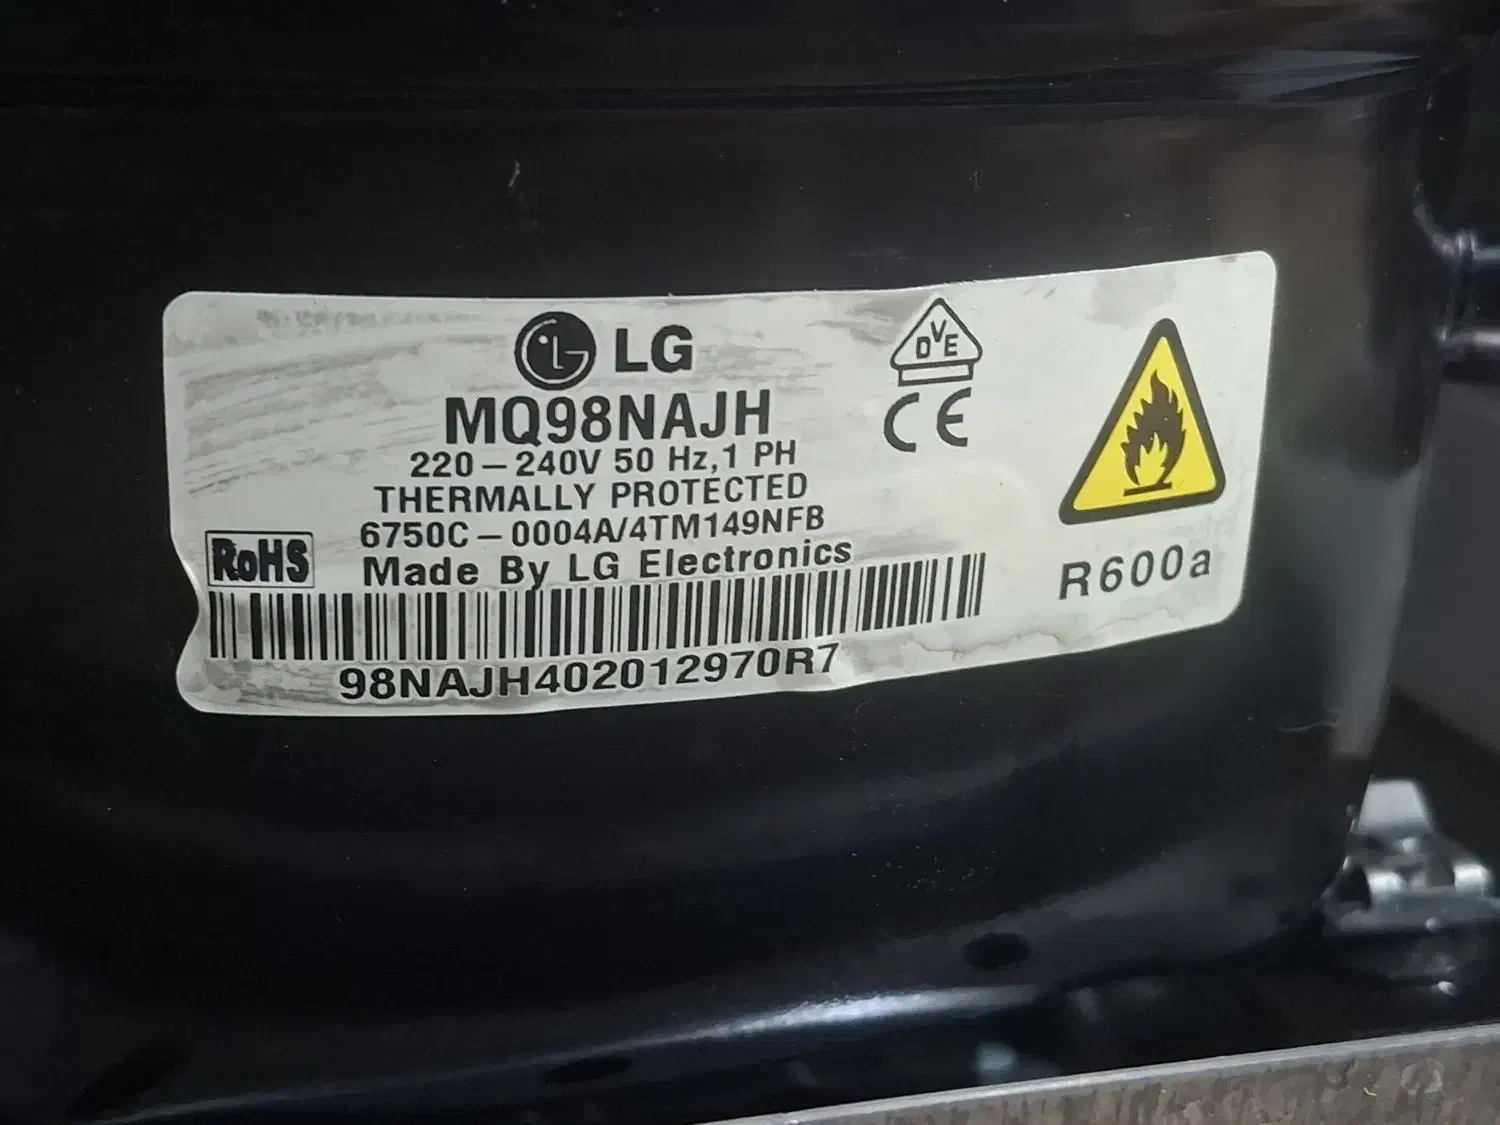 LG
DVE
MQ98NAJH
CE
220-240V 50 Hz,1 PH
THERMALLY PROTECTED
6750C-0004A/4TM149NFB
RoHS
Made By LG Electronics
R600a
98NAJH402012970R7